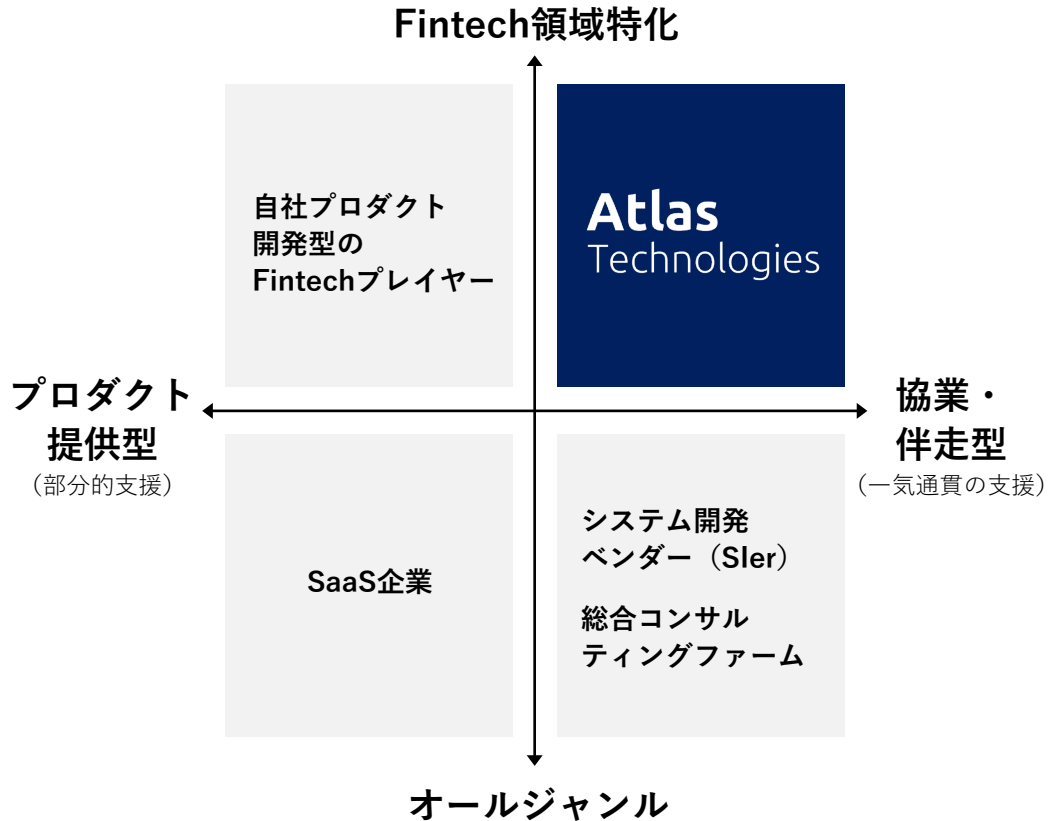 Fintech領域特化
自社プロダクト
開発型の
Fintechプレイヤー
Atlas
Technologies
プロダクト
提供型
（部分的支援）
協業・
伴走型
（一気通貫の支援）
SaaS企業
システム開発
ベンダー（SIer）
総合コンサル
ティングファーム
オールジャンル